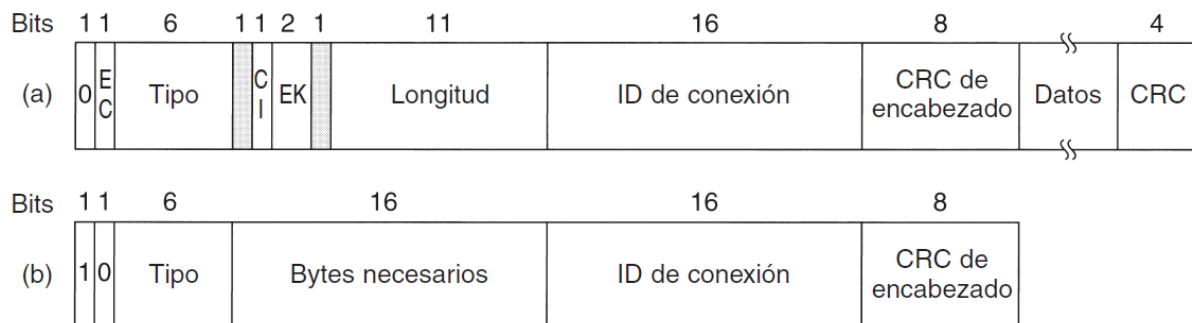 Bits 1 1 6 1 1 2 1 11 16 8 4
(a) 0 EC Tipo CI EK Longitud ID de conexión CRC de encabezado Datos CRC
Bits 1 1 6 16 16 8
(b) 1 0 Tipo Bytes necesarios ID de conexión CRC de encabezado